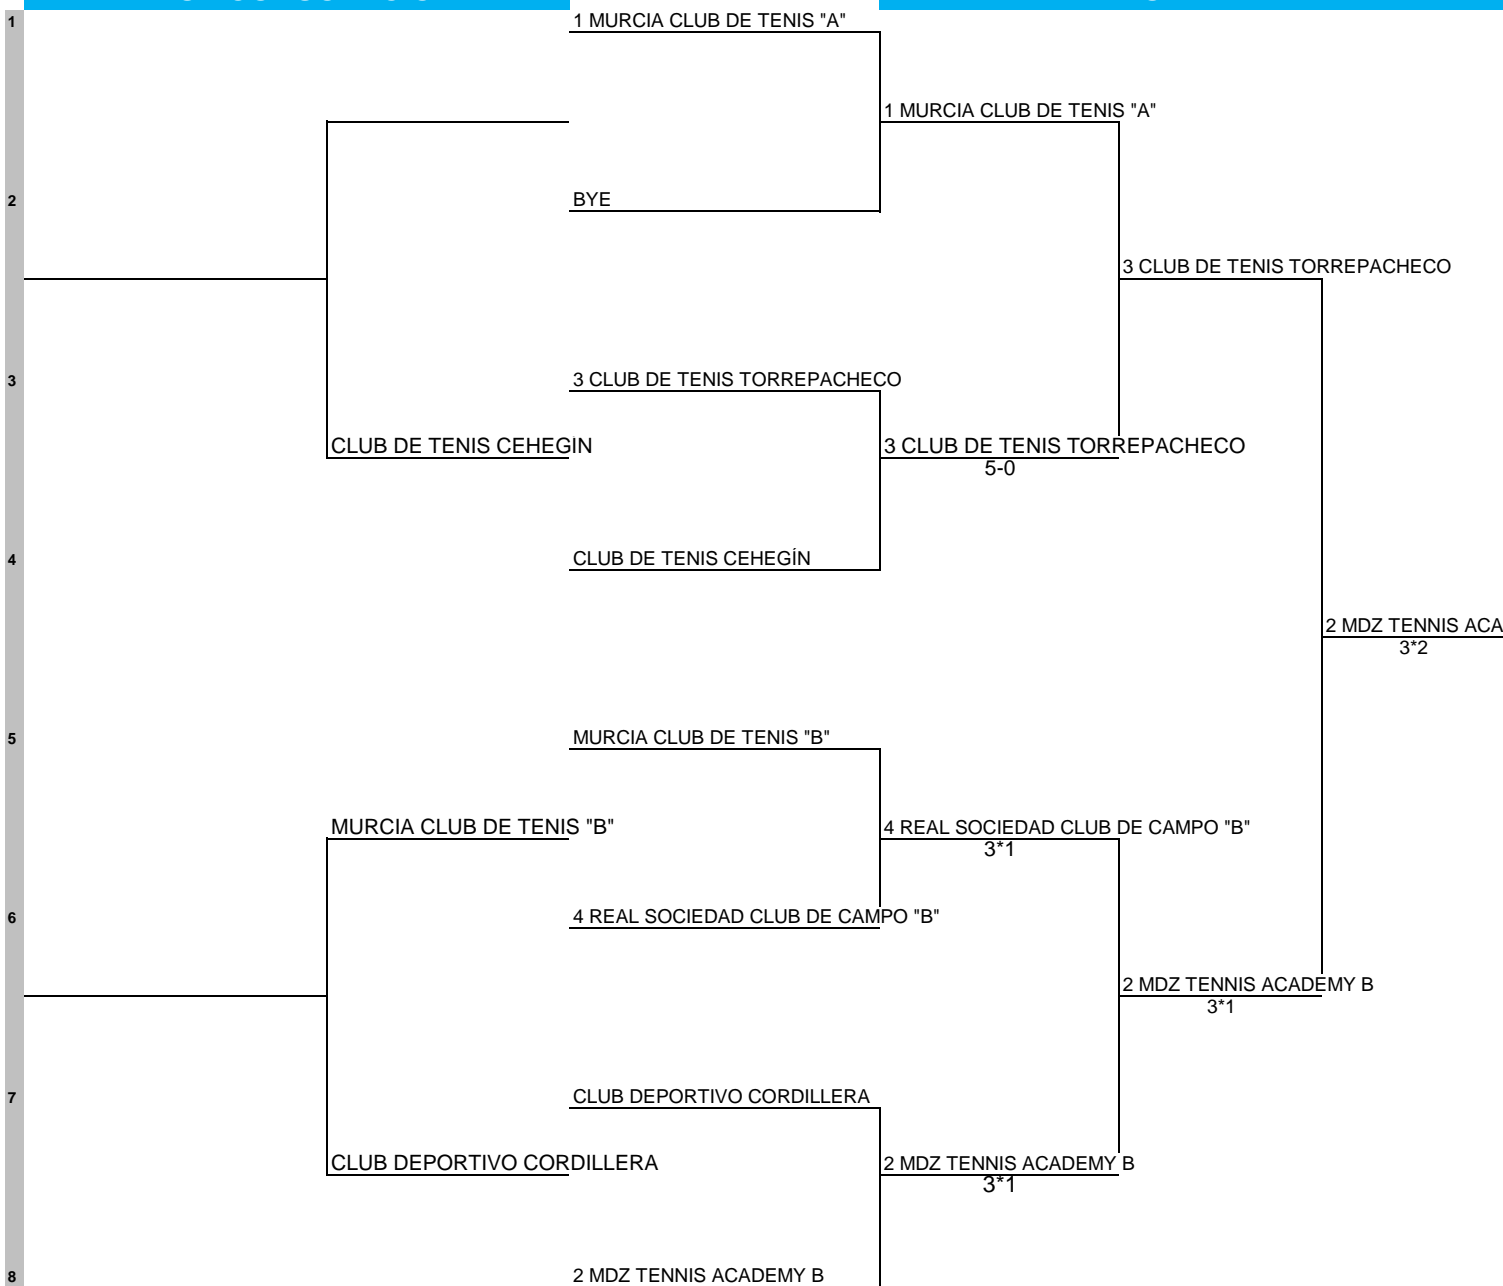 1
1 MURCIA CLUB DE TENIS "A"
1 MURCIA CLUB DE TENIS "A"
2
BYE
3 CLUB DE TENIS TORREPACHECO
3
3 CLUB DE TENIS TORREPACHECO
CLUB DE TENIS CEHEGIN
3 CLUB DE TENIS TORREPACHECO
5-0
4
CLUB DE TENIS CEHEGÍN
2 MDZ TENNIS ACA
3*2
5
MURCIA CLUB DE TENIS "B"
MURCIA CLUB DE TENIS "B"
4 REAL SOCIEDAD CLUB DE CAMPO "B"
3*1
6
4 REAL SOCIEDAD CLUB DE CAMPO "B"
2 MDZ TENNIS ACADEMY B
3*1
7
CLUB DEPORTIVO CORDILLERA
CLUB DEPORTIVO CORDILLERA
2 MDZ TENNIS ACADEMY B
3*1
8
2 MDZ TENNIS ACADEMY B